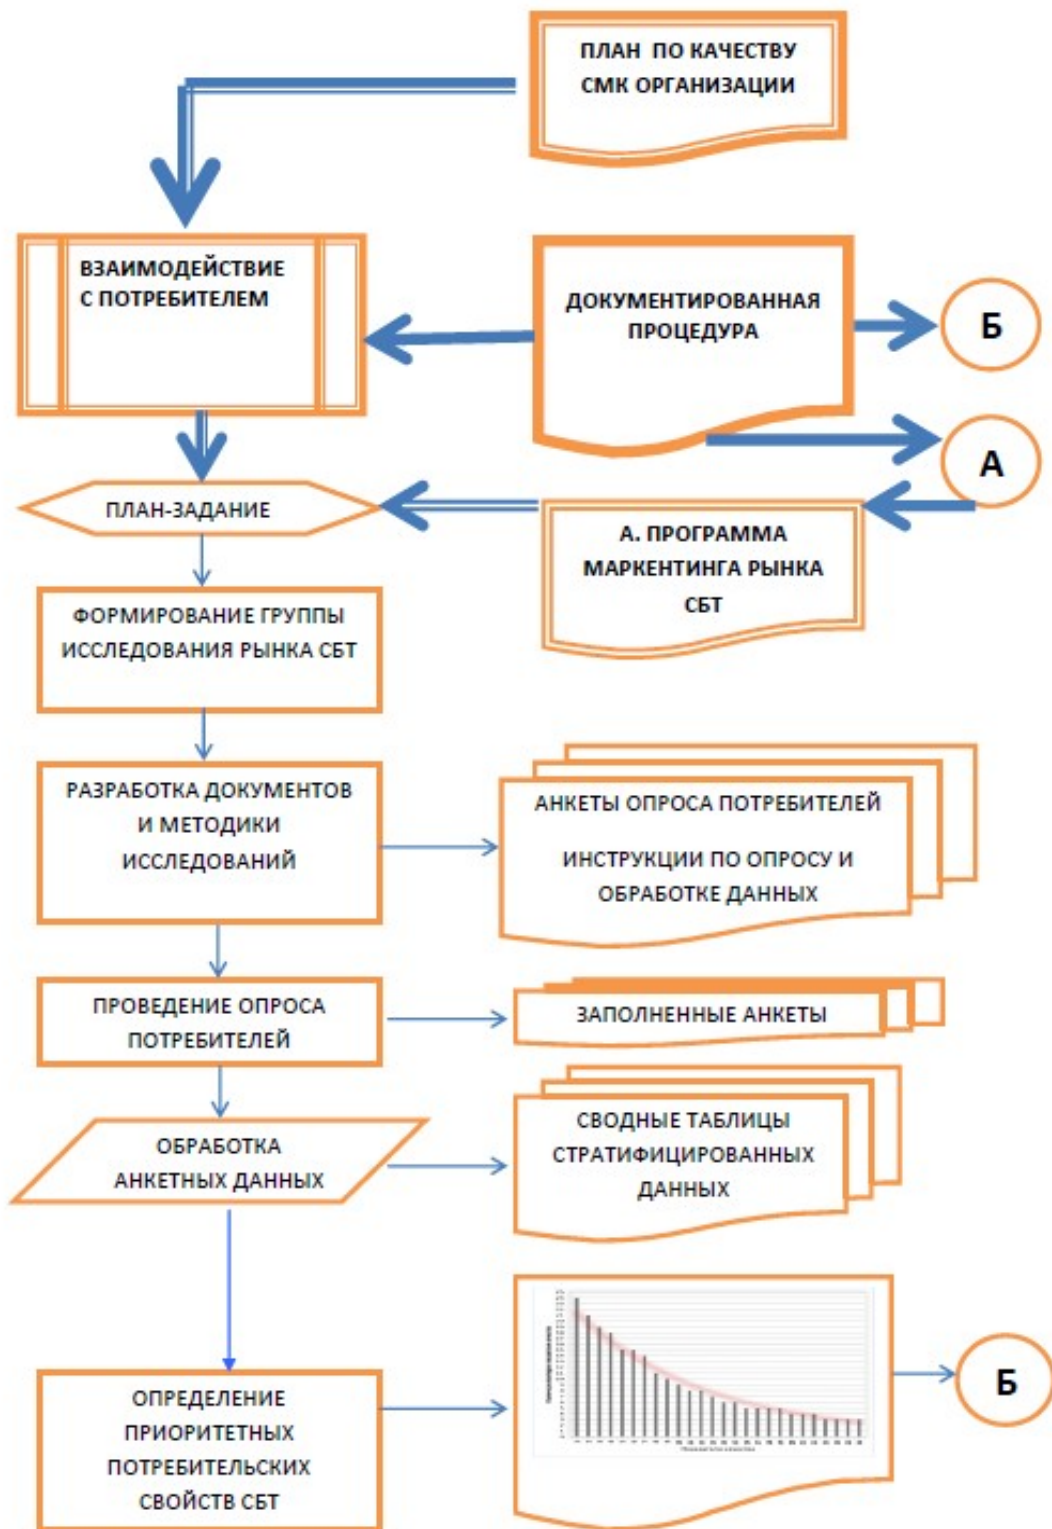 ПЛАН ПО КАЧЕСТВУ
СМК ОРГАНИЗАЦИИ
ВЗАИМОДЕЙСТВИЕ
С ПОТРЕБИТЕЛЕМ
ДОКУМЕНТИРОВАННАЯ
ПРОЦЕДУРА
Б
А
ПЛАН-ЗАДАНИЕ
А. ПРОГРАММА
МАРКЕНТИНГА РЫНКА
СБТ
ФОРМИРОВАНИЕ ГРУППЫ
ИССЛЕДОВАНИЯ РЫНКА СБТ
РАЗРАБОТКА ДОКУМЕНТОВ
И МЕТОДИКИ
ИССЛЕДОВАНИЙ
АНКЕТЫ ОПРОСА ПОТРЕБИТЕЛЕЙ
ИНСТРУКЦИИ ПО ОПРОСУ И
ОБРАБОТКЕ ДАННЫХ
ПРОВЕДЕНИЕ ОПРОСА
ПОТРЕБИТЕЛЕЙ
ЗАПОЛНЕННЫЕ АНКЕТЫ
ОБРАБОТКА
АНКЕТНЫХ ДАННЫХ
СВОДНЫЕ ТАБЛИЦЫ
СТРАТИФИЦИРОВАННЫХ
ДАННЫХ
ОПРЕДЕЛЕНИЕ
ПРИОРИТЕТНЫХ
ПОТРЕБИТЕЛЬСКИХ
СВОЙСТВ СБТ
Б